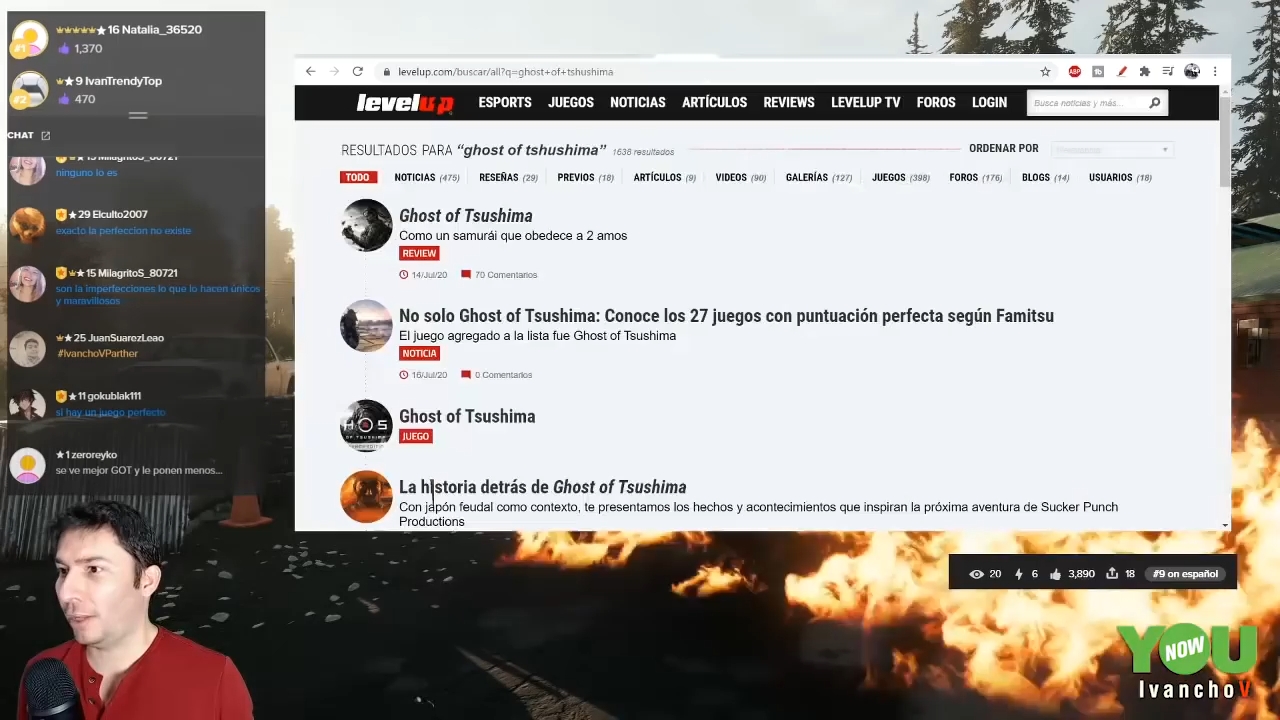 #1
16 Natalia_36520
1,370
#2
9 IvanTrendyTop
470
CHAT
15 MilagritoS_80721
ninguno lo es
29 Elculto2007
exacto la perfeccion no existe
15 MilagritoS_80721
son la imperfecciones lo que lo hacen únicos
y maravillosos
25 JuanSuarezLeao
#IvanchoVParther
11 gokublak111
si hay un juego perfecto
1 zeroreyko
se ve mejor GOT y le ponen menos...
levelup.com/buscar/all?q=ghost+of+tshushima
ABP
levelup
ESPORTS JUEGOS NOTICIAS ARTÍCULOS REVIEWS LEVELUP TV FOROS LOGIN
Busca noticias y más...
RESULTADOS PARA “ghost of tshushima” 1638 resultados
ORDENAR POR
TODO NOTICIAS (475) RESEÑAS (29) PREVIOS (18) ARTÍCULOS (9) VIDEOS (90) GALERÍAS (127) JUEGOS (398) FOROS (176) BLOGS (14) USUARIOS (18)
Ghost of Tsushima
Como un samurái que obedece a 2 amos
REVIEW
14/Jul/20 70 Comentarios
No solo Ghost of Tsushima: Conoce los 27 juegos con puntuación perfecta según Famitsu
El juego agregado a la lista fue Ghost of Tsushima
NOTICIA
16/Jul/20 0 Comentarios
Ghost of Tsushima
JUEGO
La historia detrás de Ghost of Tsushima
Con japón feudal como contexto, te presentamos los hechos y acontecimientos que inspiran la próxima aventura de Sucker Punch
Productions
20 6 3,890 18 #9 on español
YOU
NOW
IvanchoV